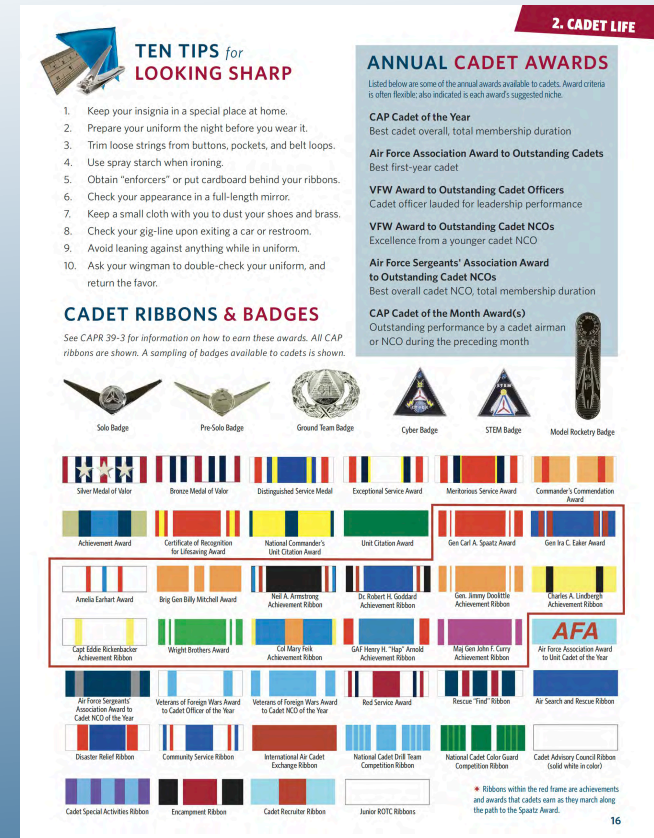 2. CADET LIFE
TEN TIPS for
LOOKING SHARP
1. Keep your insignia in a special place at home.
2. Prepare your uniform the night before you wear it.
3. Trim loose strings from buttons, pockets, and belt loops.
4. Use spray starch when ironing.
5. Obtain “enforcers” or put cardboard behind your ribbons.
6. Check your appearance in a full-length mirror.
7. Keep a small cloth with you to dust your shoes and brass.
8. Check your gig-line upon exiting a car or restroom.
9. Avoid leaning against anything while in uniform.
10. Ask your wingman to double-check your uniform, and
return the favor.
ANNUAL CADET AWARDS
Listed below are some of the annual awards available to cadets. Award criteria
is often flexible; also indicated is each award's suggested niche.
CAP Cadet of the Year
Best cadet overall, total membership duration
Air Force Association Award to Outstanding Cadets
Best first-year cadet
VFW Award to Outstanding Cadet Officers
Cadet officer lauded for leadership performance
VFW Award to Outstanding Cadet NCOs
Excellence from a younger cadet NCO
Air Force Sergeants' Association Award
to Outstanding Cadet NCOs
Best overall cadet NCO, total membership duration
CAP Cadet of the Month Award(s)
Outstanding performance by a cadet airman
or NCO during the preceding month
CADET RIBBONS & BADGES
See CAPR 39-3 for information on how to earn these awards. All CAP
ribbons are shown. A sampling of badges available to cadets is shown.
STEM
Solo Badge
Pre-Solo Badge
Ground Team Badge
Cyber Badge
STEM Badge
Model Rocketry Badge
Silver Medal of Valor
Bronze Medal of Valor
Distinguished Service Medal
Exceptional Service Award
Meritorious Service Award
Commander's Commendation
Award
Achievement Award
Certificate of Recognition
for Lifesaving Award
National Commander's
Unit Citation Award
Unit Citation Award
Gen Carl A. Spaatz Award
Gen Ira C. Eaker Award
Amelia Earhart Award
Brig Gen Billy Mitchell Award
Neil A. Armstrong
Achievement Ribbon
Dr. Robert H. Goddard
Achievement Ribbon
Gen. Jimmy Doolittle
Achievement Ribbon
Charles A. Lindbergh
Achievement Ribbon
Capt Eddie Rickenbacker
Achievement Ribbon
Wright Brothers Award
Col Mary Feik
Achievement Ribbon
GAF Henry H. “Hap” Arnold
Achievement Ribbon
Maj Gen John F. Curry
Achievement Ribbon
AFA
Air Force Association Award
to Unit Cadet of the Year
Air Force Sergeants'
Association Award to
Cadet NCO of the Year
Veterans of Foreign Wars Award
to Cadet Officer of the Year
Veterans of Foreign Wars Award
to Cadet NCO of the Year
Red Service Award
Rescue “Find” Ribbon
Air Search and Rescue Ribbon
Disaster Relief Ribbon
Community Service Ribbon
International Air Cadet
Exchange Ribbon
National Cadet Drill Team
Competition Ribbon
National Cadet Color Guard
Competition Ribbon
Cadet Advisory Council Ribbon
(solid white in color)
Cadet Special Activities Ribbon
Encampment Ribbon
Cadet Recruiter Ribbon
Junior ROTC Ribbons
✶ Ribbons within the red frame are achievements
and awards that cadets earn as they march along
the path to the Spaatz Award.
16